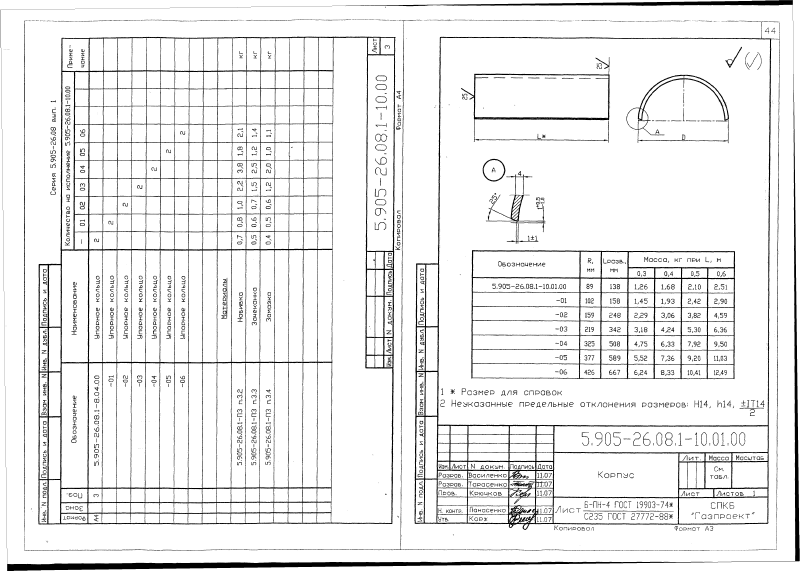 44
Серия 5.905-26.08 вып. 1
Формат
Зона
Поз.
Обозначение
Наименование
Количество на исполнение 5.905-26.08.1-10.00
Приме-
чание
– 01 02 03 04 05 06
А4 3 5.905-26.08.1-8.04.00 Упорное кольцо 2
-01 Упорное кольцо 2
-02 Упорное кольцо 2
-03 Упорное кольцо 2
-04 Упорное кольцо 2
-05 Упорное кольцо 2
-06 Упорное кольцо 2
Материалы
5.905-26.08.1-ПЗ п.3.2 Набивка 0,7 0,8 1,0 2,2 3,8 1,8 2,1 кг
5.905-26.08.1-ПЗ п.3.3 Зачеканка 0,5 0,6 0,7 1,5 2,5 1,2 1,4 кг
5.905-26.08.1-ПЗ п.3.4 Замазка 0,4 0,5 0,6 1,2 2,0 1,0 1,1 кг
Инв. N подл. Подпись и дата Взам инв. N Инв. N дубл. Подпись и дата
Изм. Лист N докум. Подпись Дата
5.905-26.08.1-10.00
Лист
3
Копировал Формат А4
L*
А
D
А
4
25°
1±1
Обозначение
R,
мм
Lразв.,
мм
Масса, кг при L, м
0,3 0,4 0,5 0,6
5.905-26.08.1-10.01.00 89 138 1,26 1,68 2,10 2,51
-01 102 158 1,45 1,93 2,42 2,90
-02 159 248 2,29 3,06 3,82 4,59
-03 219 342 3,18 4,24 5,30 6,36
-04 325 508 4,75 6,33 7,92 9,50
-05 377 589 5,52 7,36 9,20 11,03
-06 426 667 6,24 8,33 10,41 12,49
1 * Размер для справок
2 Неуказанные предельные отклонения размеров: Н14, h14, ±IT14
2
Инв. N подл. Подпись и дата Взам инв. N Инв. N дубл. Подпись и дата
5.905-26.08.1-10.01.00
Изм. Лист N докум. Подпись Дата
Разраб. Василенко 11.07
Разраб. Тарасенко 11.07
Пров. Крючков 11.07
Н. контр. Панасенко 11.07
Утв. Корж 11.07
Корпус
Лит. Масса Масштаб
См.
табл.
Лист Листов 1
Лист Б-ПН-4 ГОСТ 19903-74*
С235 ГОСТ 27772-88*
СПКБ
"Газпроект"
Копировал Формат А3